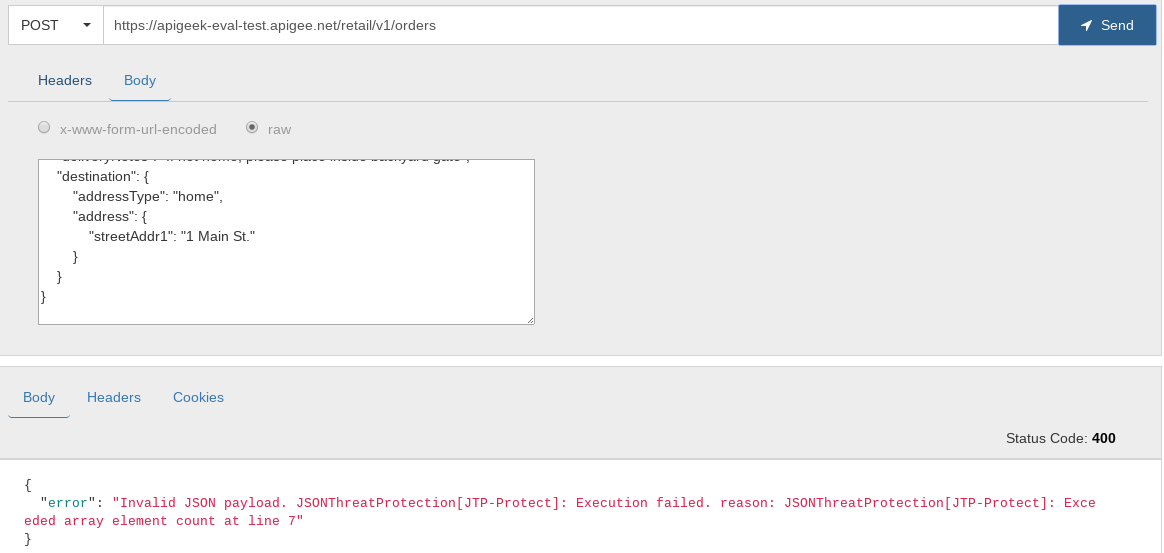 POST
https://apigeek-eval-test.apigee.net/retail/v1/orders
Send
Headers
Body
x-www-form-url-encoded
raw
"destination": {
"addressType": "home",
"address": {
"streetAddr1": "1 Main St."
}
}
}
Body
Headers
Cookies
Status Code: 400
{
"error": "Invalid JSON payload. JSONThreatProtection[JTP-Protect]: Execution failed. reason: JSONThreatProtection[JTP-Protect]: Exce
eded array element count at line 7"
}